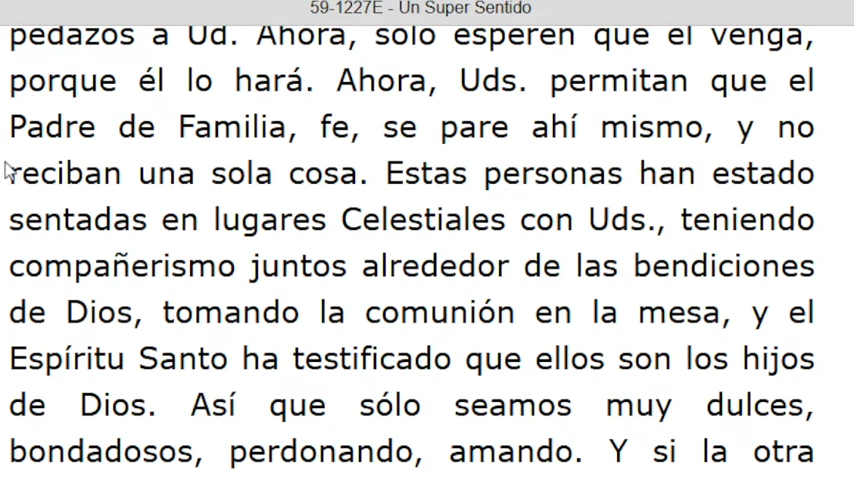 59-1227E - Un Super Sentido
pedazos a Ud. Ahora, sólo esperen que él venga,
porque él lo hará. Ahora, Uds. permitan que el
Padre de Familia, fe, se pare ahí mismo, y no
reciban una sola cosa. Estas personas han estado
sentadas en lugares Celestiales con Uds., teniendo
compañerismo juntos alrededor de las bendiciones
de Dios, tomando la comunión en la mesa, y el
Espíritu Santo ha testificado que ellos son los hijos
de Dios. Así que sólo seamos muy dulces,
bondadosos, perdonando, amando. Y si la otra